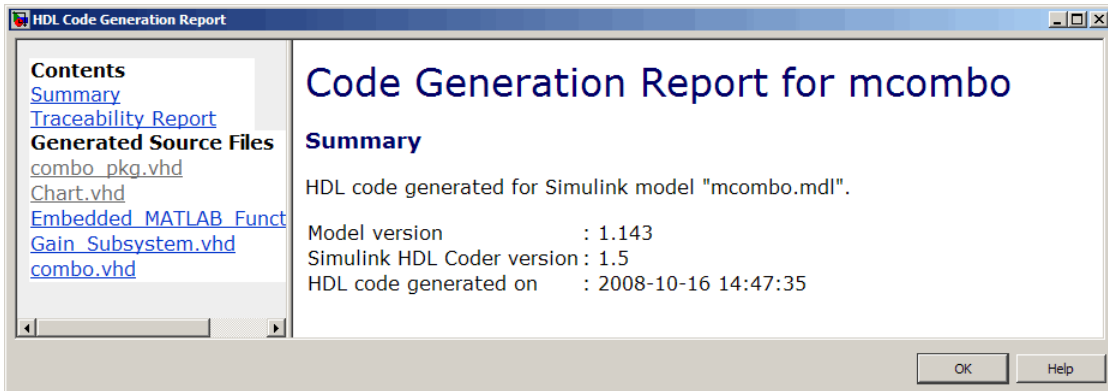 HDL Code Generation Report
Contents
Summary
Traceability Report
Generated Source Files
combo_pkg.vhd
Chart.vhd
Embedded_MATLAB_Funct
Gain_Subsystem.vhd
combo.vhd
Code Generation Report for mcombo
Summary
HDL code generated for Simulink model "mcombo.mdl".
Model version : 1.143
Simulink HDL Coder version : 1.5
HDL code generated on : 2008-10-16 14:47:35
OK
Help